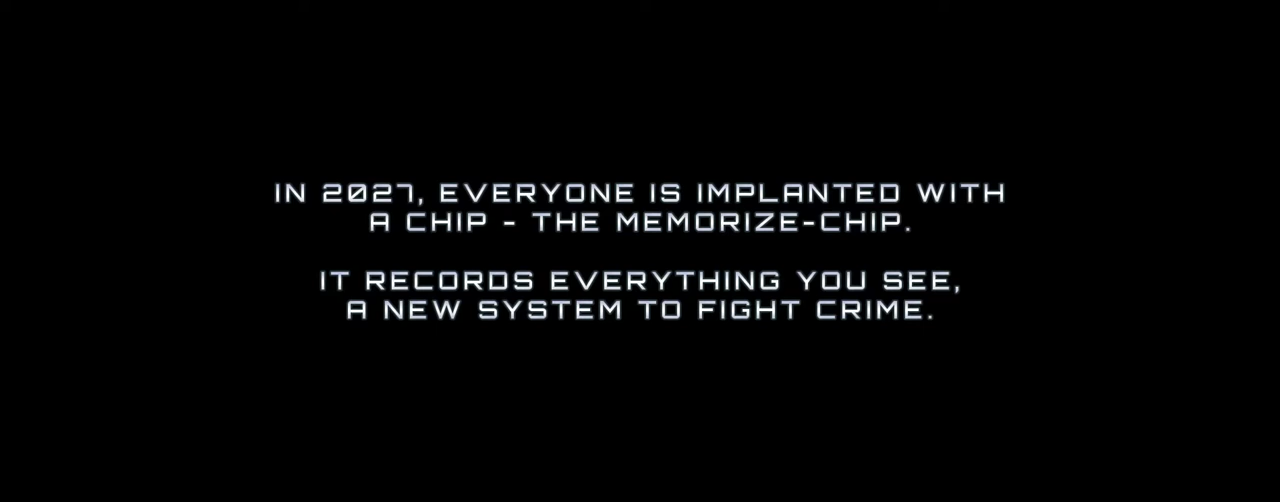 IN 2027, EVERYONE IS IMPLANTED WITH
A CHIP - THE MEMORIZE-CHIP.
IT RECORDS EVERYTHING YOU SEE,
A NEW SYSTEM TO FIGHT CRIME.